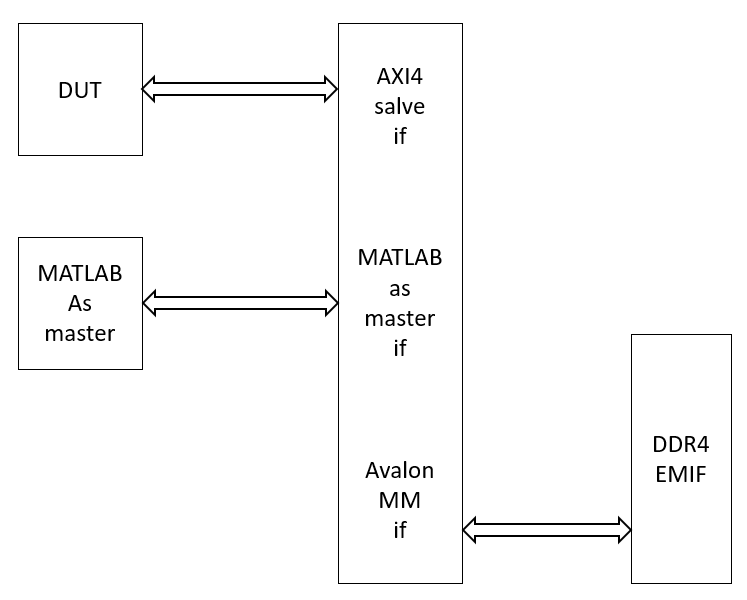 DUT
AXI4
salve
if
MATLAB
As
master
MATLAB
as
master
if
Avalon
MM
if
DDR4
EMIF